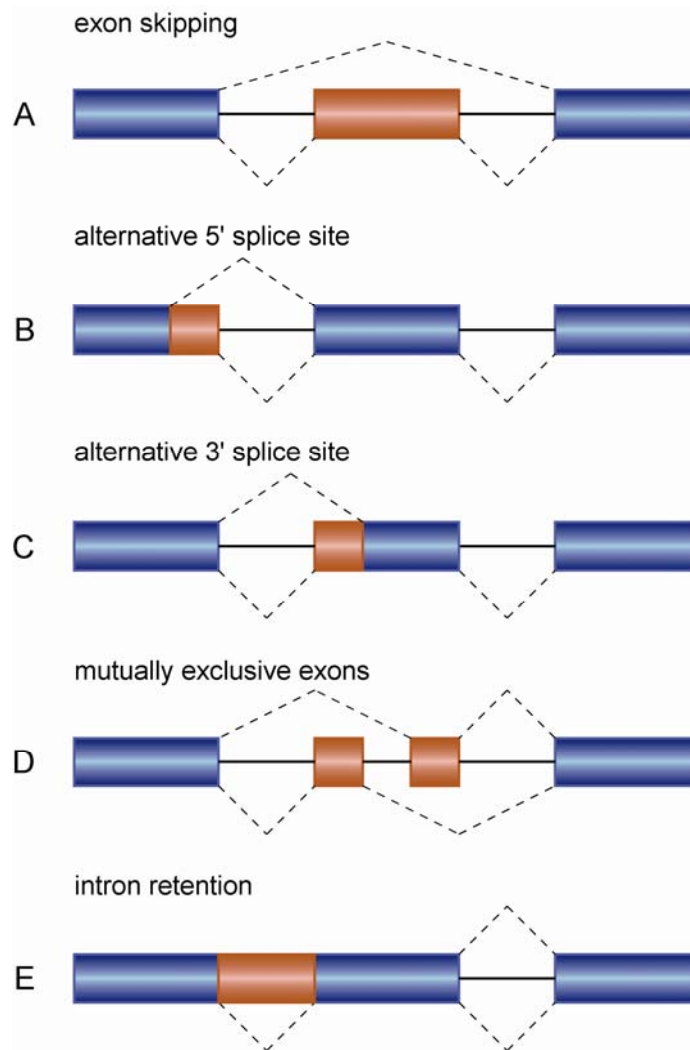 exon skipping
A
alternative 5' splice site
B
alternative 3' splice site
C
mutually exclusive exons
D
intron retention
E